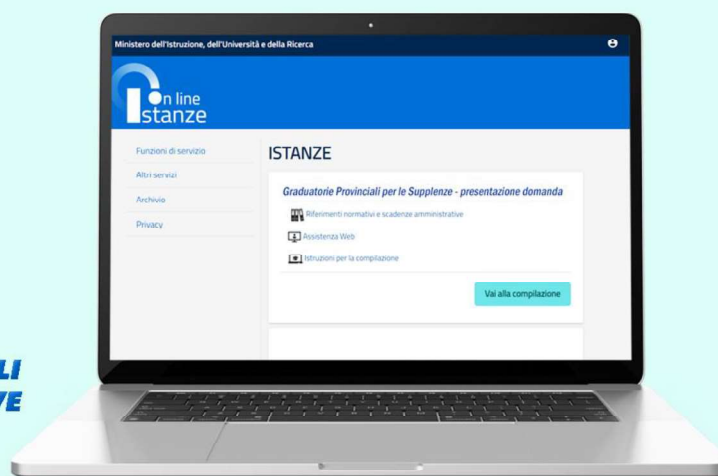 Ministero dell'Istruzione, dell'Università e della Ricerca
On line
Istanze
Funzioni di servizio
Altri servizi
Archivio
Privacy
ISTANZE
Graduatorie Provinciali per le Supplenze - presentazione domanda
Riferimenti normativi e scadenze amministrative
Assistenza Web
Istruzioni per la compilazione
Vai alla compilazione
LI
VE